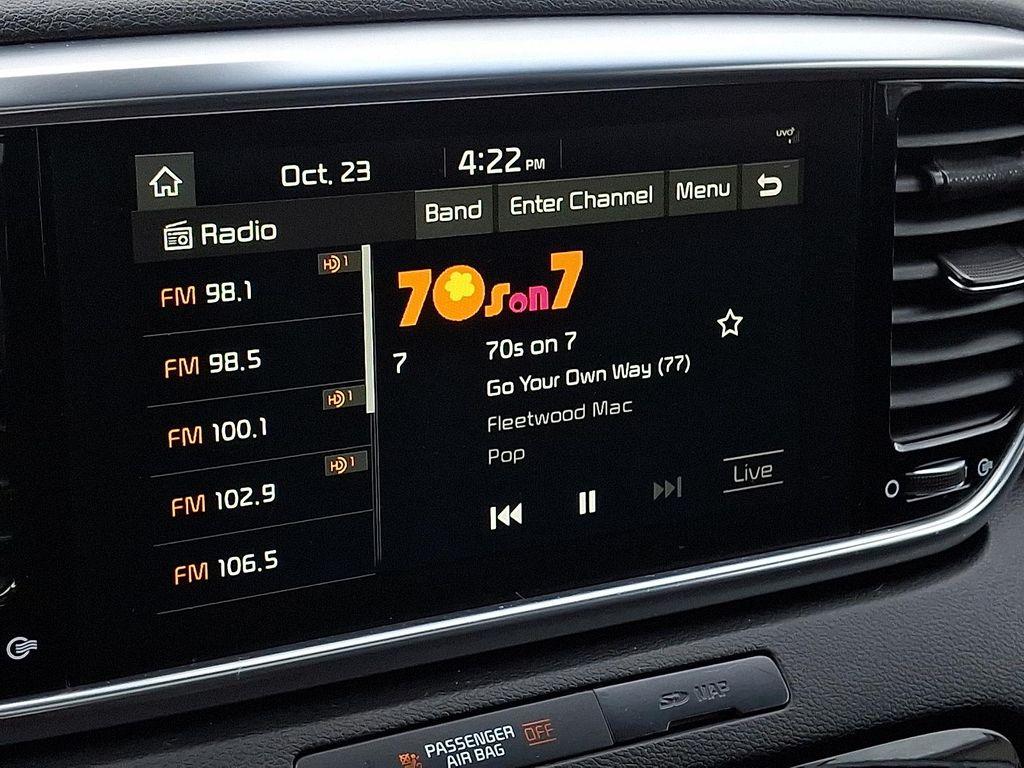 UVO
Oct. 23
4:22 PM
Radio
Band
Enter Channel
Menu
HD 1
FM 98.1
FM 98.5
HD 1
FM 100.1
HD 1
FM 102.9
FM 106.5
70s on 7
7
70s on 7
Go Your Own Way (77)
Fleetwood Mac
Pop
Live
PASSENGER
AIR BAG
OFF
SD MAP